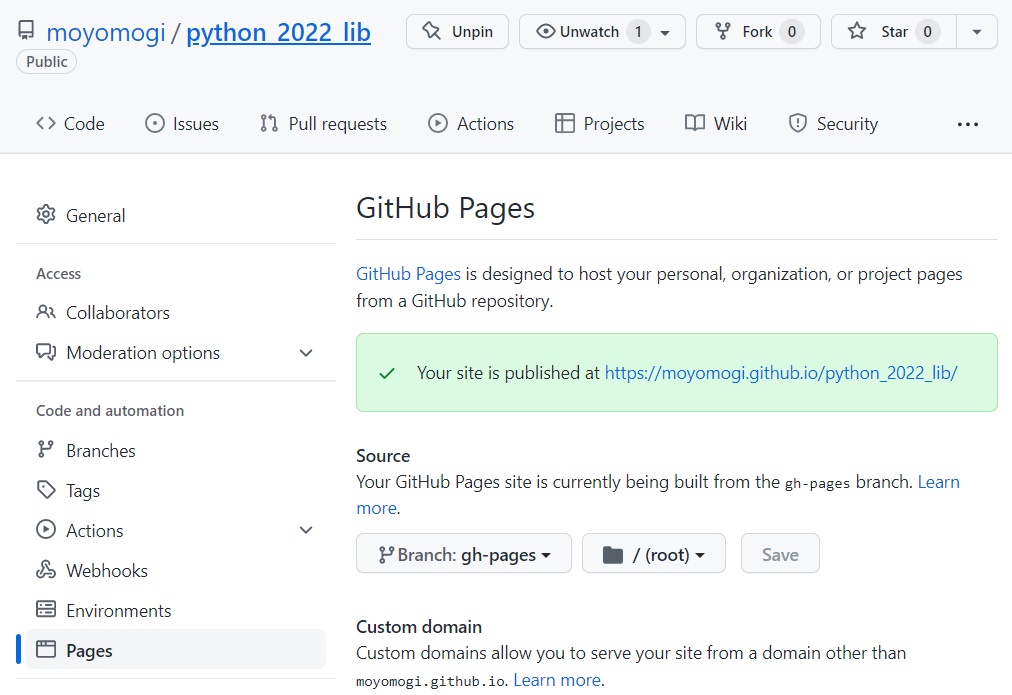 moyomogi / python_2022_lib
Unpin
Unwatch 1
Fork 0
Star 0
Public
Code
Issues
Pull requests
Actions
Projects
Wiki
Security
General
Access
Collaborators
Moderation options
Code and automation
Branches
Tags
Actions
Webhooks
Environments
Pages
GitHub Pages
GitHub Pages is designed to host your personal, organization, or project pages
from a GitHub repository.
Your site is published at https://moyomogi.github.io/python_2022_lib/
Source
Your GitHub Pages site is currently being built from the gh-pages branch. Learn
more.
Branch: gh-pages
/ (root)
Save
Custom domain
Custom domains allow you to serve your site from a domain other than
moyomogi.github.io. Learn more.